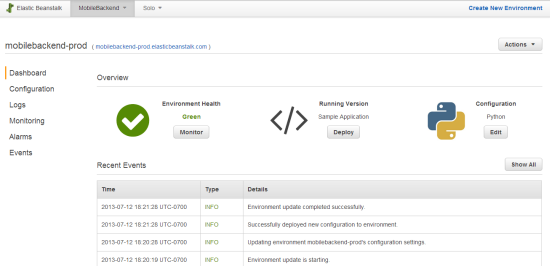 Elastic Beanstalk MobileBackend Solo Create New Environment
mobilebackend-prod ( mobilebackend-prod.elasticbeanstalk.com ) Actions
Dashboard
Configuration
Logs
Monitoring
Alarms
Events
Overview
Environment Health
Green
Monitor
Running Version
Sample Application
Deploy
Configuration
Python
Edit
Recent Events Show All
Time Type Details
2013-07-12 18:21:28 UTC-0700 INFO Environment update completed successfully.
2013-07-12 18:21:28 UTC-0700 INFO Successfully deployed new configuration to environment.
2013-07-12 18:20:28 UTC-0700 INFO Updating environment mobilebackend-prod's configuration settings.
2013-07-12 18:20:19 UTC-0700 INFO Environment update is starting.